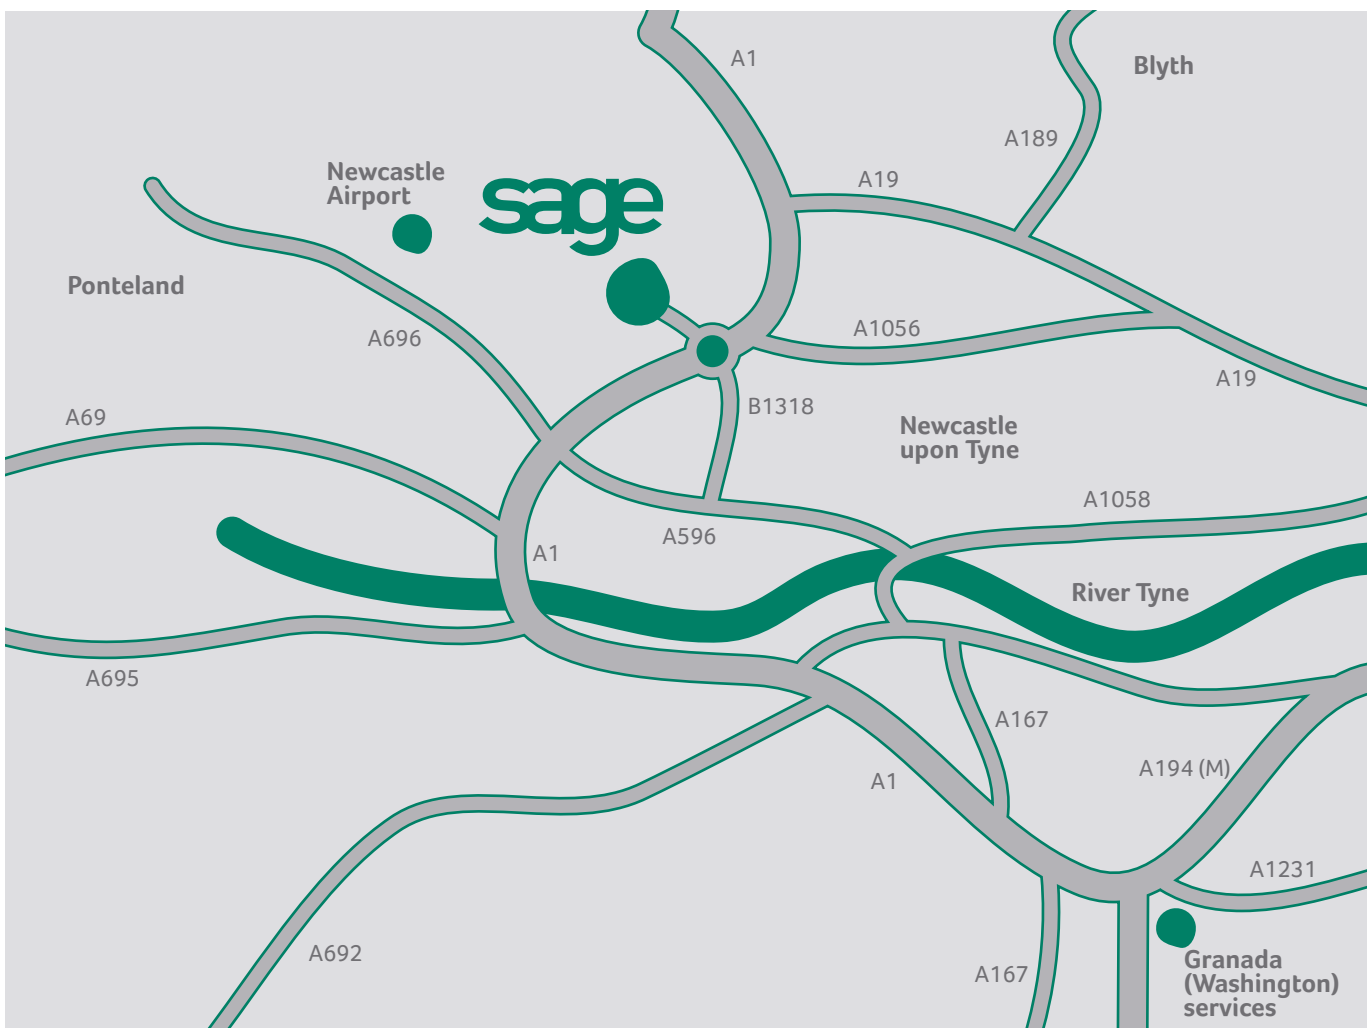 A1
Blyth
A189
Newcastle
Airport
sage
A19
Ponteland
A696
A1056
A19
B1318
A69
Newcastle
upon Tyne
A1058
A596
A1
River Tyne
A695
A167
A194 (M)
A1
A1231
A692
A167
Granada
(Washington)
services